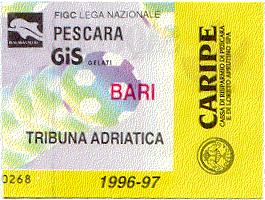 FIGC LEGA NAZIONALE
PESCARA
GiS GELATI
BARI
TRIBUNA ADRIATICA
0268
1996-97
CARIPE
CASSA DI RISPARMIO DI PESCARA
E DI LORETO APRUTINO SPA